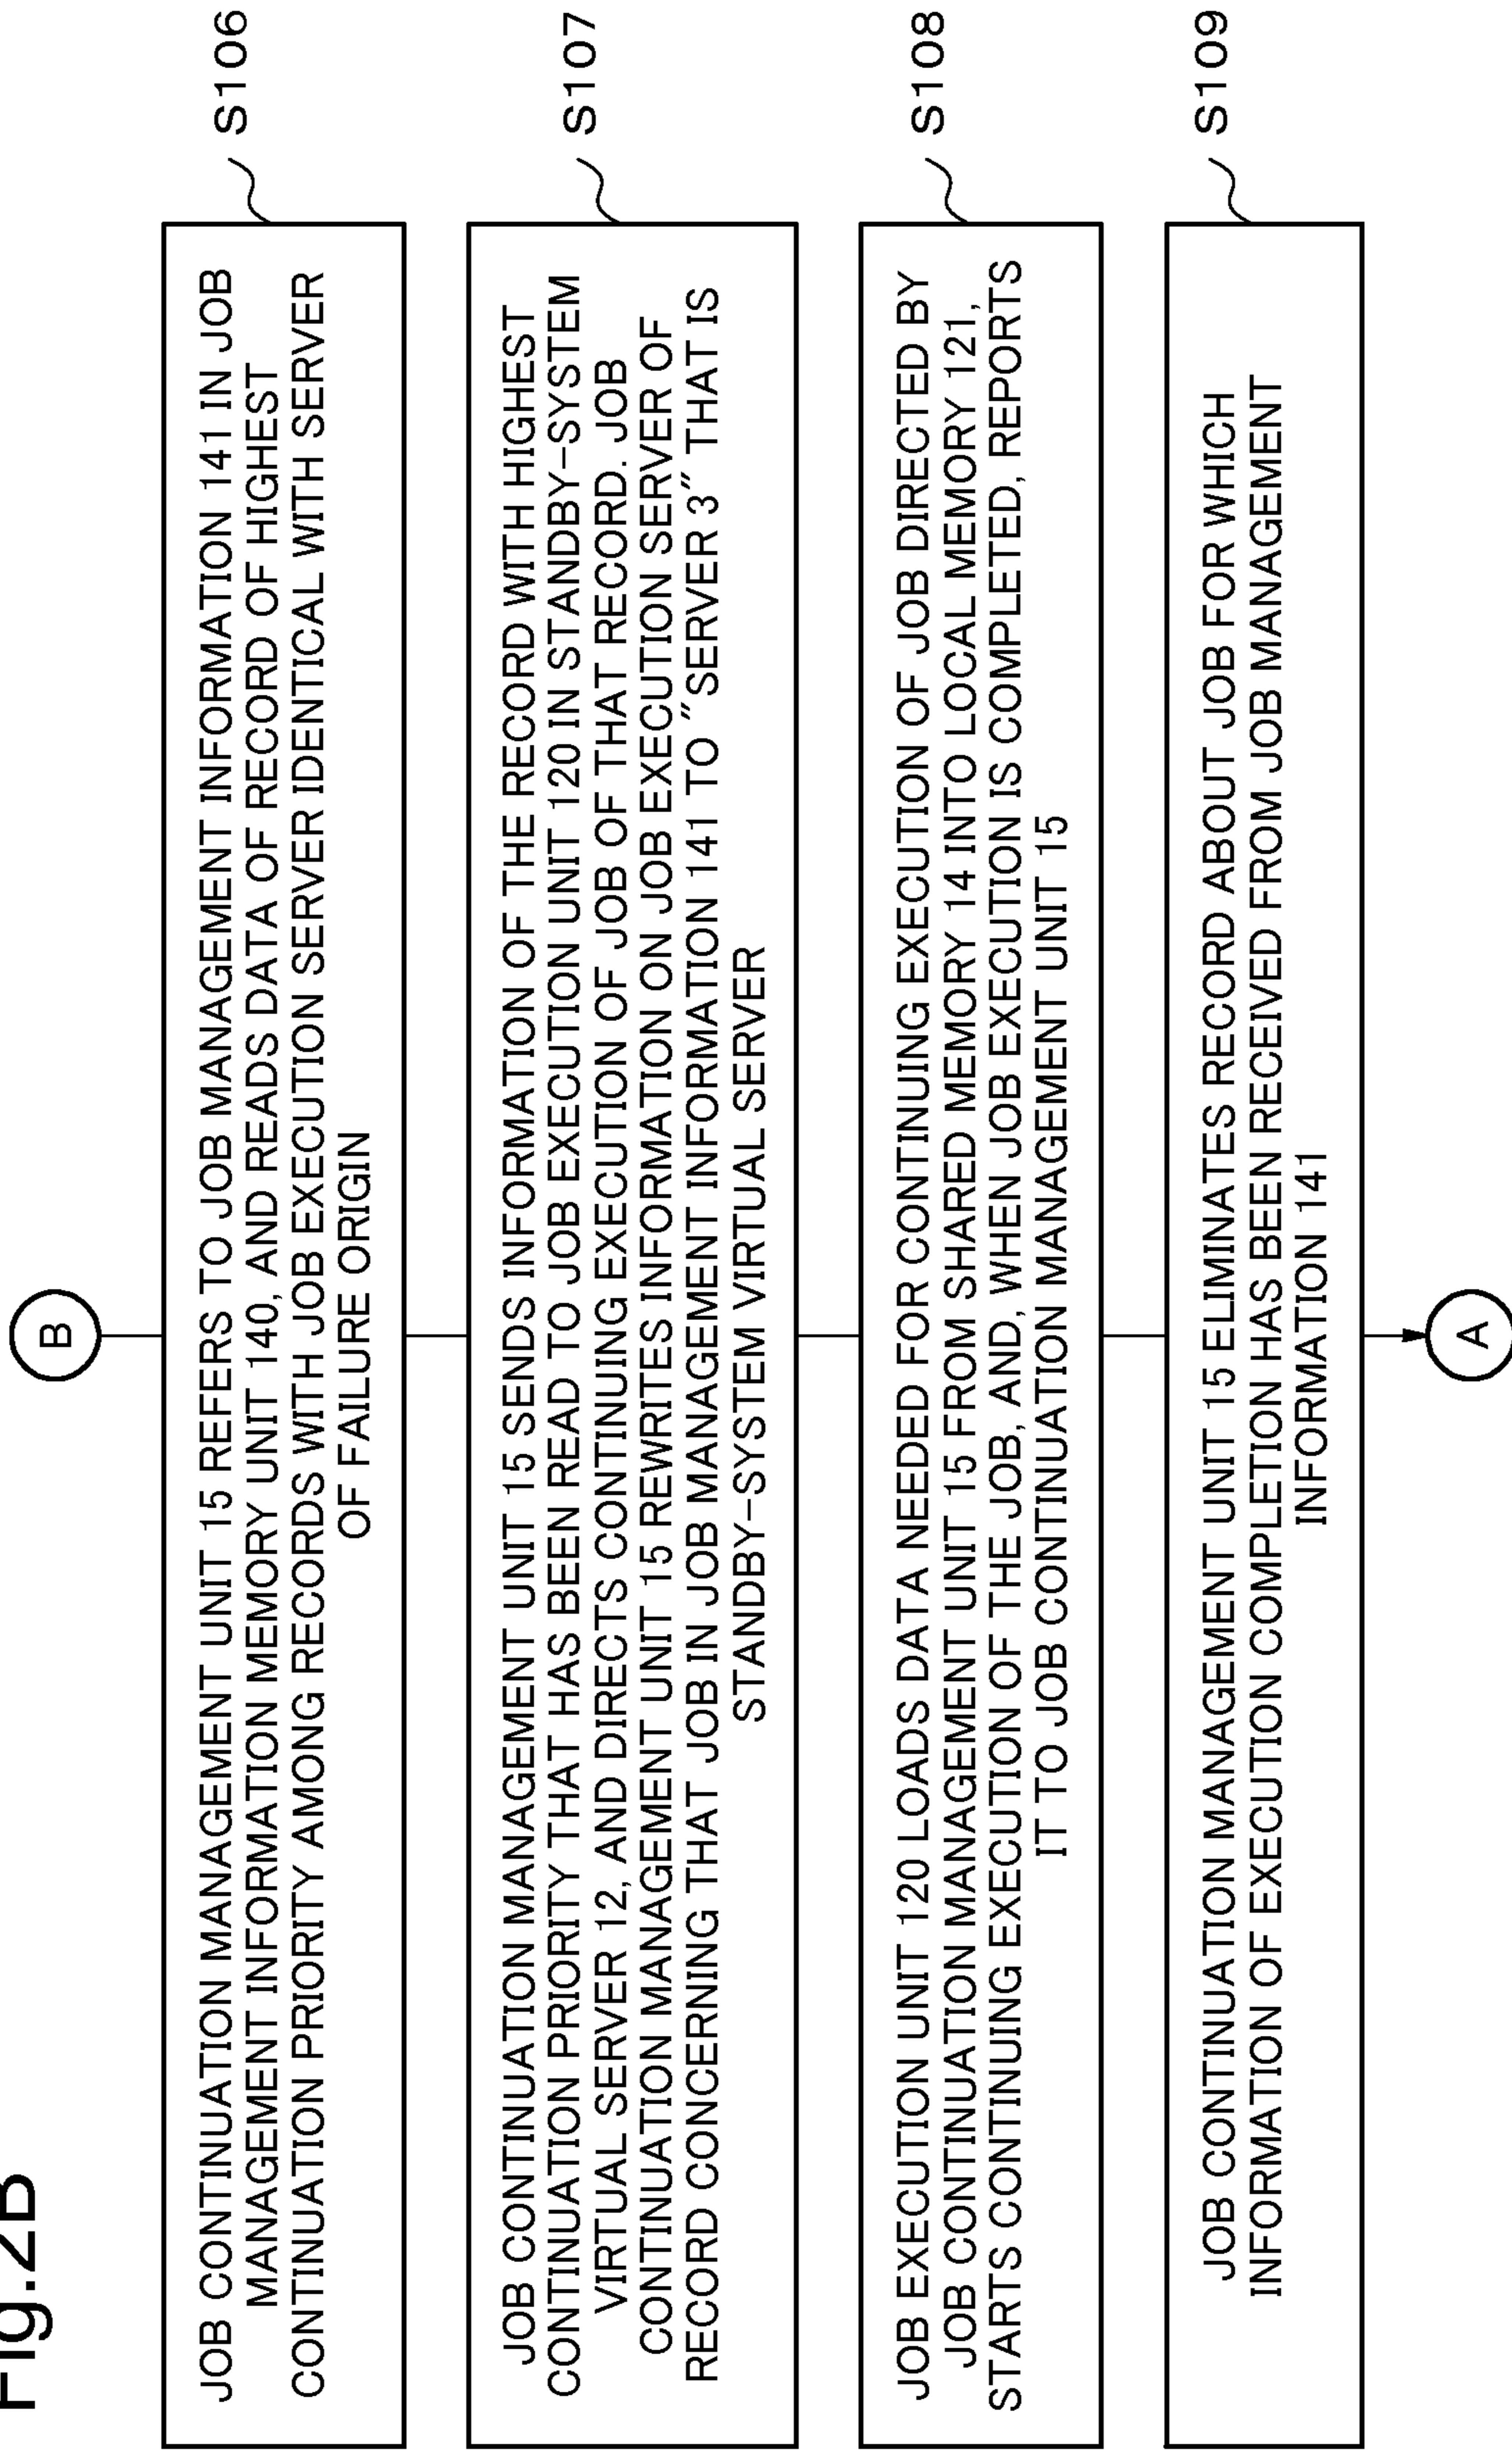 Fig.2B
B
JOB CONTINUATION MANAGEMENT UNIT 15 REFERS TO JOB MANAGEMENT INFORMATION 141 IN JOB
MANAGEMENT INFORMATION MEMORY UNIT 140, AND READS DATA OF RECORD OF HIGHEST
CONTINUATION PRIORITY AMONG RECORDS WITH JOB EXECUTION SERVER IDENTICAL WITH SERVER
OF FAILURE ORIGIN
S106
JOB CONTINUATION MANAGEMENT UNIT 15 SENDS INFORMATION OF THE RECORD WITH HIGHEST
CONTINUATION PRIORITY THAT HAS BEEN READ TO JOB EXECUTION UNIT 120 IN STANDBY-SYSTEM
VIRTUAL SERVER 12, AND DIRECTS CONTINUING EXECUTION OF JOB OF THAT RECORD. JOB
CONTINUATION MANAGEMENT UNIT 15 REWRITES INFORMATION ON JOB EXECUTION SERVER OF
RECORD CONCERNING THAT JOB IN JOB MANAGEMENT INFORMATION 141 TO "SERVER 3" THAT IS
STANDBY-SYSTEM VIRTUAL SERVER
S107
JOB EXECUTION UNIT 120 LOADS DATA NEEDED FOR CONTINUING EXECUTION OF JOB DIRECTED BY
JOB CONTINUATION MANAGEMENT UNIT 15 FROM SHARED MEMORY 14 INTO LOCAL MEMORY 121,
STARTS CONTINUING EXECUTION OF THE JOB, AND, WHEN JOB EXECUTION IS COMPLETED, REPORTS
IT TO JOB CONTINUATION MANAGEMENT UNIT 15
S108
JOB CONTINUATION MANAGEMENT UNIT 15 ELIMINATES RECORD ABOUT JOB FOR WHICH
INFORMATION OF EXECUTION COMPLETION HAS BEEN RECEIVED FROM JOB MANAGEMENT
INFORMATION 141
S109
A